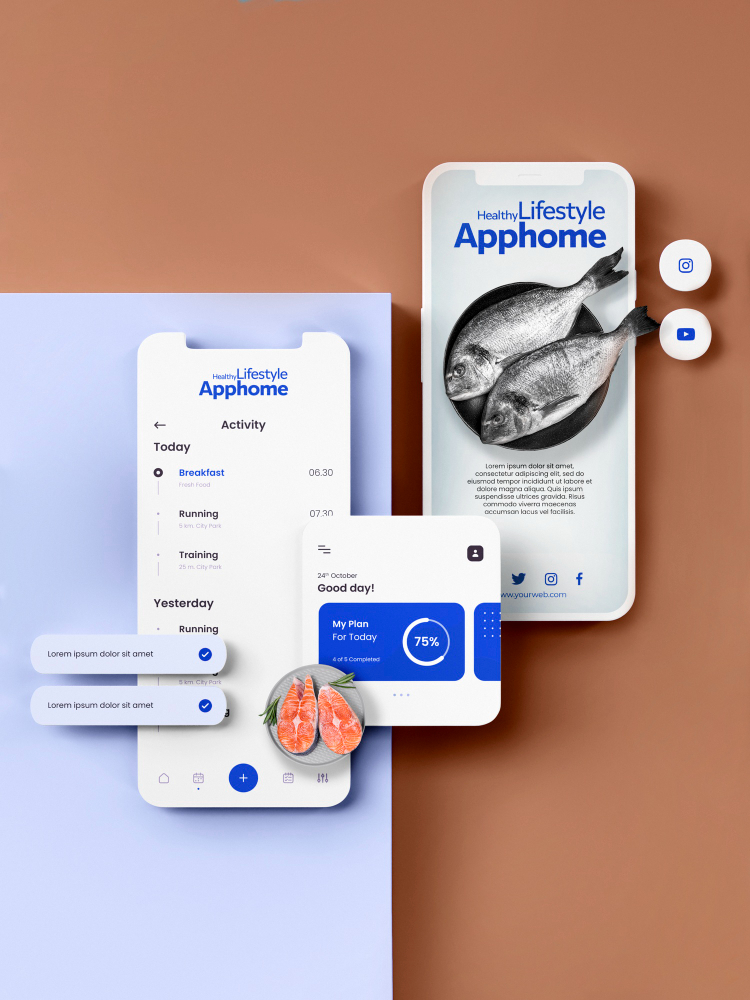 Healthy Lifestyle
Apphome
Lorem ipsum dolor sit amet,
consectetur adipiscing elit, sed do
eiusmod tempor incididunt ut labore et
dolore magna aliqua. Quis ipsum
suspendisse ultrices gravida. Risus
commodo viverra maecenas
accumsan lacus vel facilisis.
ww.yourweb.com
Healthy Lifestyle
Apphome
Activity
Today
Breakfast 06.30
Fresh Food
Running 07.30
5 km. City Park
Training
25 m. City Park
Yesterday
Running
5 km. City Park
24th October
Good day!
My Plan
For Today
4 of 5 Completed
75%
Lorem ipsum dolor sit amet
Lorem ipsum dolor sit amet